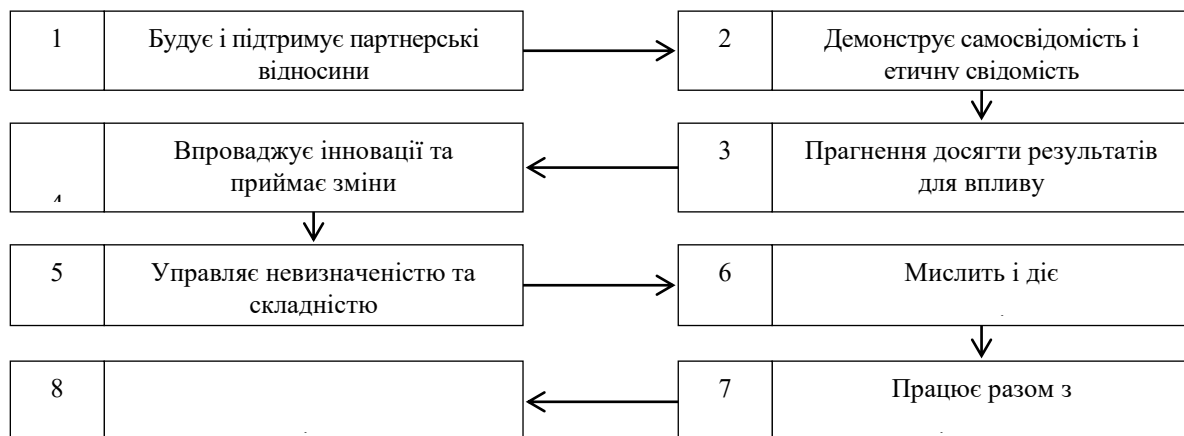 1
Будує і підтримує партнерські
відносини
2
Демонструє самосвідомість і
етичну свідомість
3
Прагнення досягти результатів
для впливу
4
Впроваджує інновації та
приймає зміни
5
Управляє невизначеністю та
складністю
6
Мислить і діє
7
Працює разом з
8